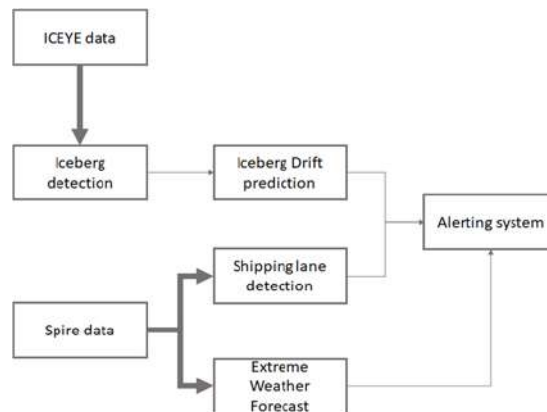 ICEYE data
Iceberg
detection
Iceberg Drift
prediction
Alerting system
Shipping lane
detection
Spire data
Extreme
Weather
Forecast